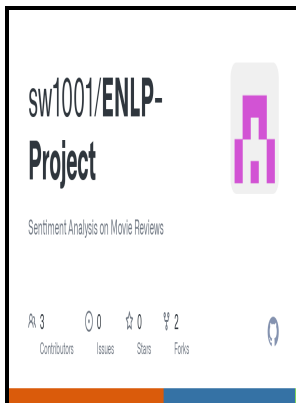 sw1001/ENLP-
Project
Sentiment Analysis on Movie Reviews
3 0 0 2
Contributors Issues Stars Forks